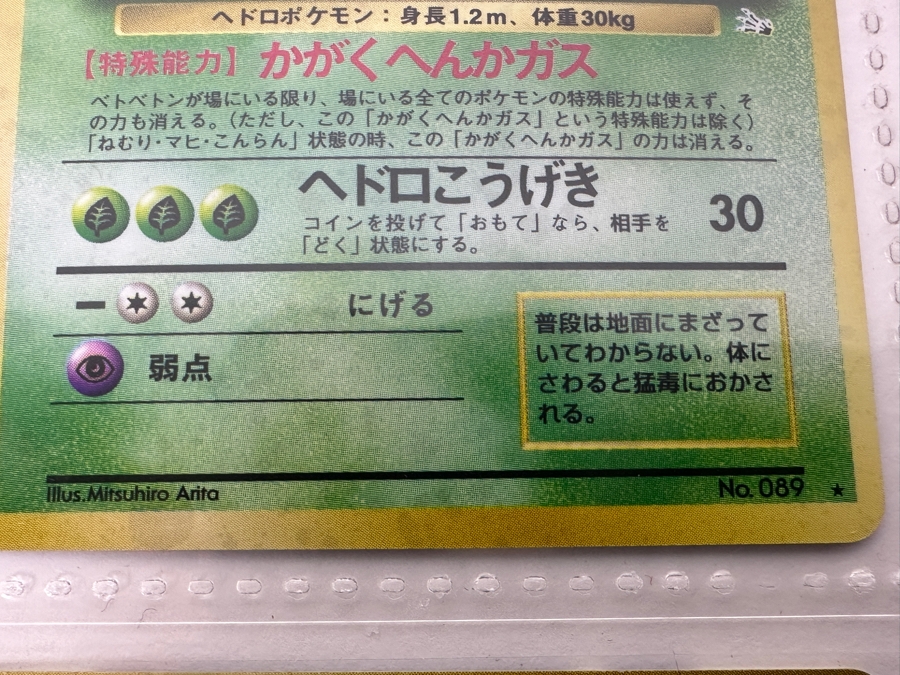 ヘドロポケモン：身長1.2m、体重30kg
【特殊能力】かがくへんかガス
ベトベトンが場にいる限り、場にいる全てのポケモンの特殊能力は使えず、そ
の力も消える。（ただし、この「かがくへんかガス」という特殊能力は除く）
「ねむり・マヒ・こんらん」状態の時、この「かがくへんかガス」の力は消える。
ヘドロこうげき 30
コインを投げて「おもて」なら、相手を
「どく」状態にする。
ー にげる
弱点
普段は地面にまざって
いてわからない。体に
さわると猛毒におかさ
れる。
Illus.Mitsuhiro Arita
No.089 ★